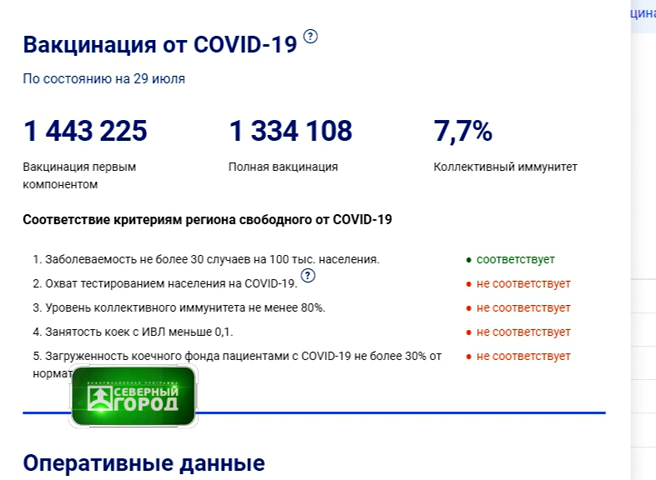 цина
Вакцинация от COVID-19 ?
По состоянию на 29 июля
1 443 225 1 334 108 7,7%
Вакцинация первым компонентом
Полная вакцинация
Коллективный иммунитет
Соответствие критериям региона свободного от COVID-19
1. Заболеваемость не более 30 случаев на 100 тыс. населения. • соответствует
2. Охват тестированием населения на COVID-19. ? • не соответствует
3. Уровень коллективного иммунитета не менее 80%. • не соответствует
4. Занятость коек с ИВЛ меньше 0,1. • не соответствует
5. Загруженность коечного фонда пациентами с COVID-19 не более 30% от • не соответствует
нормат
СЕВЕРНЫЙ
ГОРОД
Оперативные данные